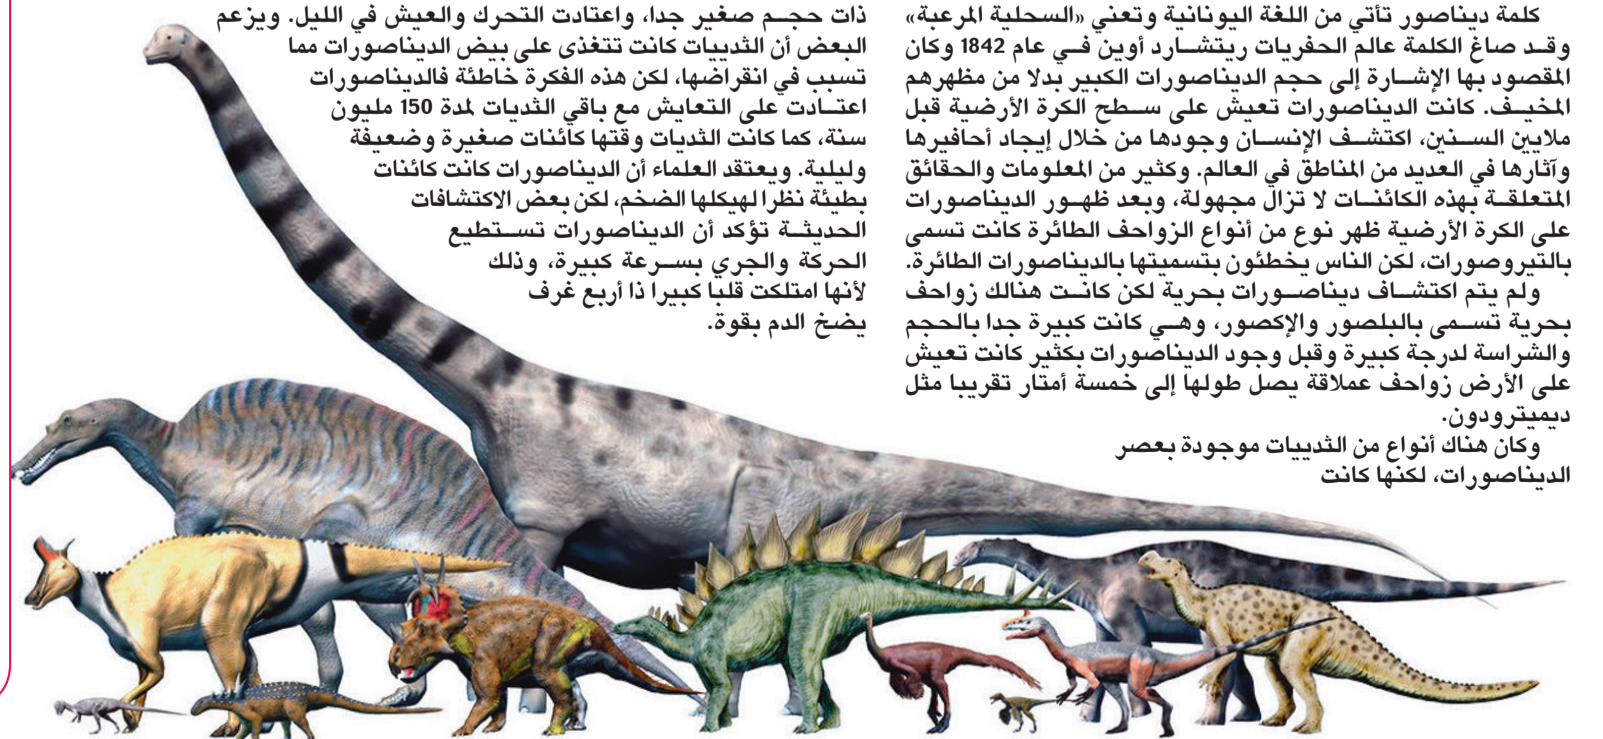 كلمة ديناصور تأتي من اللغة اليونانية وتعني «السحلية المرعبة»
وقد صاغ الكلمة عالم الحفريات ريتشارد أوين في عام 1842 وكان
المقصود بها الإشارة إلى حجم الديناصورات الكبير بدلا من مظهرهم
المخيف. كانت الديناصورات تعيش على سطح الكرة الأرضية قبل
ملايين السنين، اكتشف الإنسان وجودها من خلال إيجاد أحافيرها
وآثارها في العديد من المناطق في العالم. وكثير من المعلومات والحقائق
المتعلقة بهذه الكائنات لا تزال مجهولة، وبعد ظهور الديناصورات
على الكرة الأرضية ظهر نوع من أنواع الزواحف الطائرة كانت تسمى
بالتيروصورات، لكن الناس يخطئون بتسميتها بالديناصورات الطائرة.
ولم يتم اكتشاف ديناصورات بحرية لكن كانت هنالك زواحف
بحرية تسمى بالبلصور والإكصور، وهي كانت كبيرة جدا بالحجم
والشراسة لدرجة كبيرة وقبل وجود الديناصورات بكثير كانت تعيش
على الأرض زواحف عملاقة يصل طولها إلى خمسة أمتار تقريبا مثل
ديميترودون.
وكان هناك أنواع من الثدييات موجودة بعصر
الديناصورات، لكنها كانت
ذات حجم صغير جدا، واعتادت التحرك والعيش في الليل. ويزعم
البعض أن الثدييات كانت تتغذى على بيض الديناصورات مما
تسبب في انقراضها، لكن هذه الفكرة خاطئة فالديناصورات
اعتادت على التعايش مع باقي الثديات لمدة 150 مليون
سنة، كما كانت الثديات وقتها كائنات صغيرة وضعيفة
وليلية. ويعتقد العلماء أن الديناصورات كانت كائنات
بطيئة نظرا لهيكلها الضخم، لكن بعض الاكتشافات
الحديثة تؤكد أن الديناصورات تستطيع
الحركة والجري بسرعة كبيرة، وذلك
لأنها امتلكت قلبا كبيرا ذا أربع غرف
يضخ الدم بقوة.